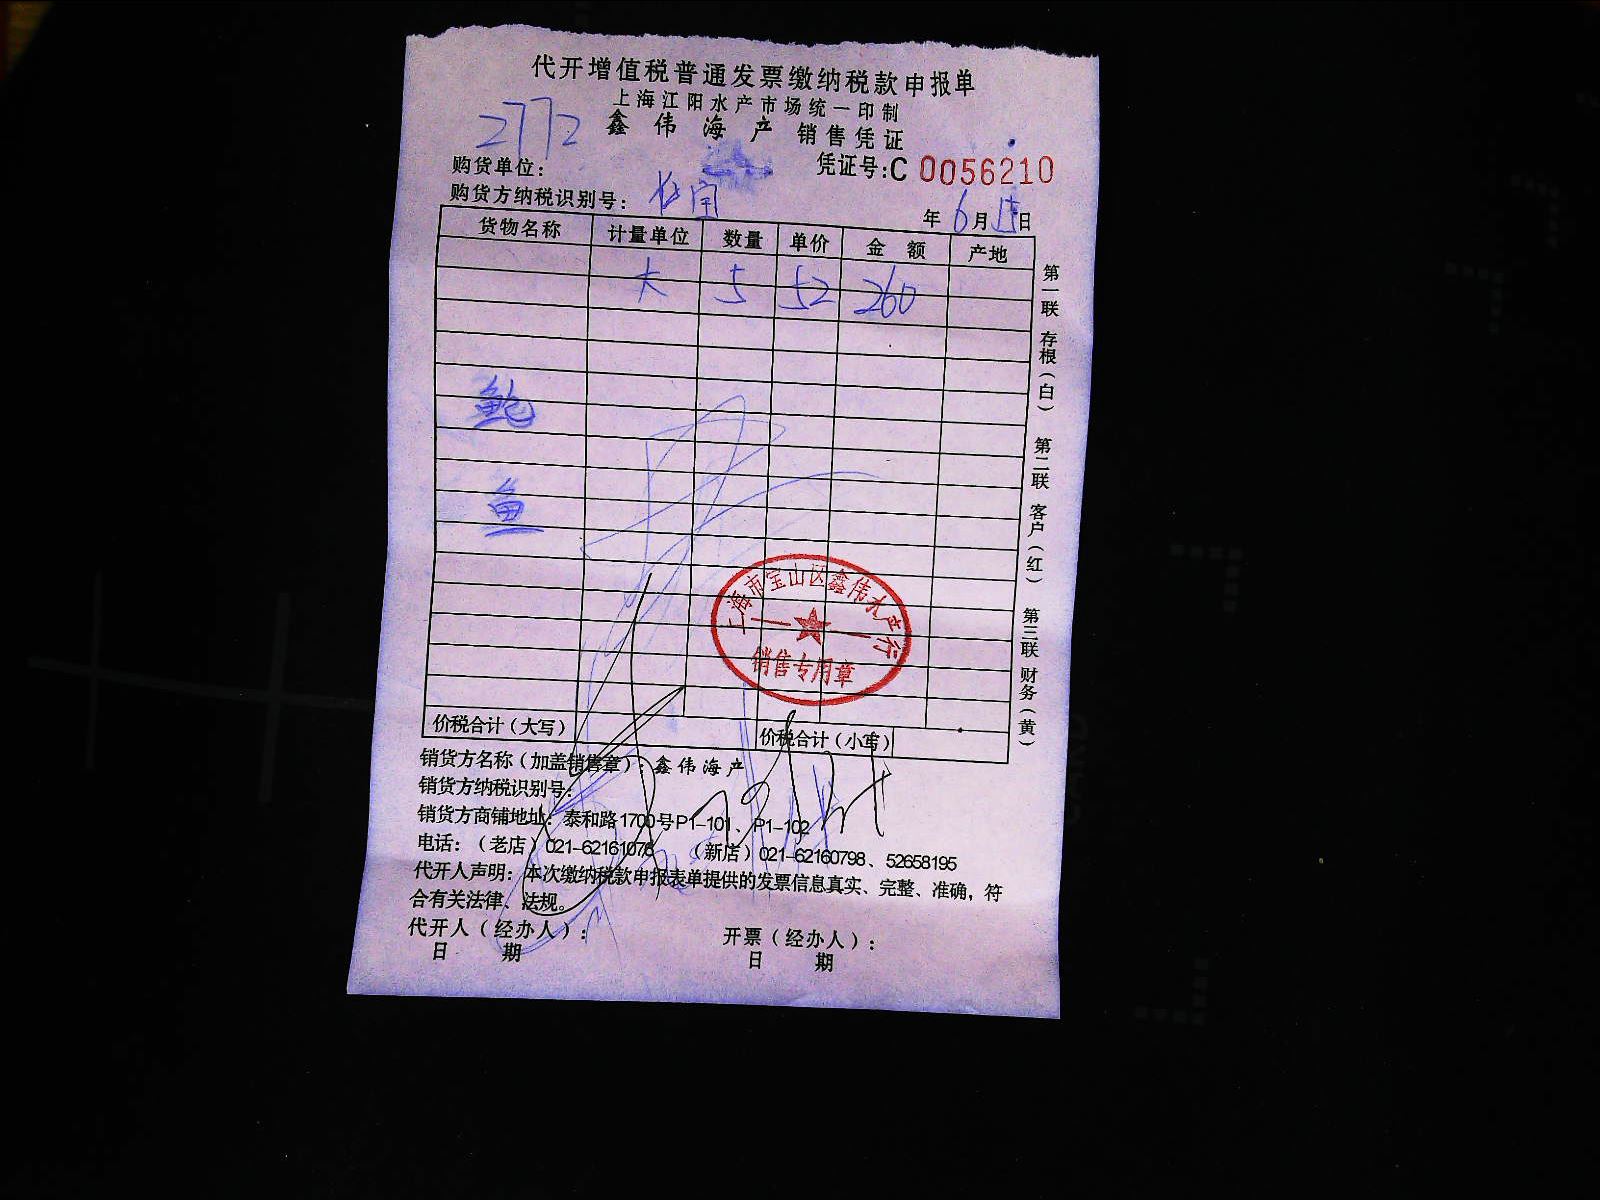 代开增值税普通发票缴纳税款申报单
上海江阳水产市场统一印制
2772
鑫伟海产 销售凭证
购货单位：
凭证号：C 0056210
购货方纳税识别号：
年 6月 日
货物名称 计量单位 数量 单价 金额 产地
大 5 52 260
鲍
鱼
第一联 存根（白） 第二联 客户（红） 第三联 财务（黄）
上海市宝山区鑫伟水产行
销售专用章
价税合计（大写） 价税合计（小写）
销货方名称（加盖销售章）：鑫伟海产
销货方纳税识别号：
销货方商铺地址：泰和路1700号P1-101、P1-102
电话：（老店）021-62161078 （新店）021-62160798、52658195
代开人声明：本次缴纳税款申报表单提供的发票信息真实、完整、准确，符
合有关法律、法规。
代开人（经办人）： 开票（经办人）：
日 期 日 期